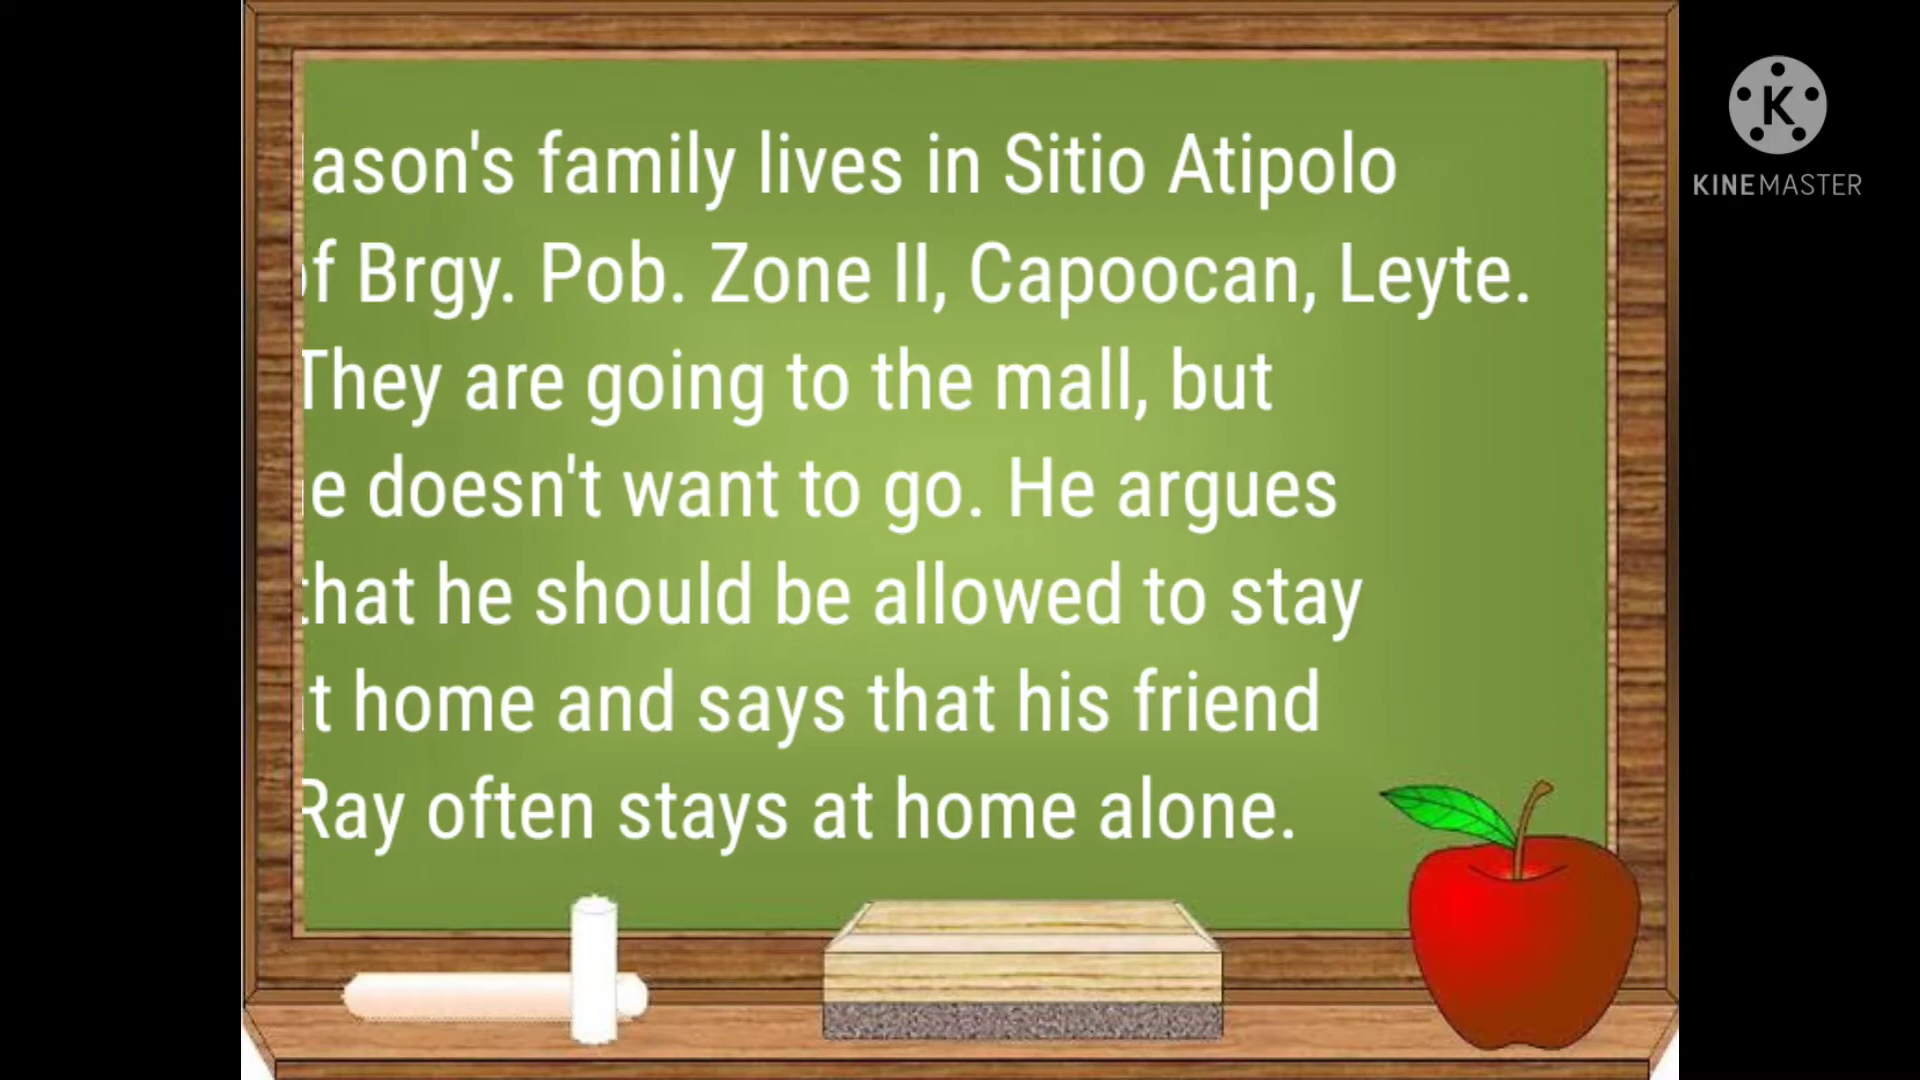 ason's family lives in Sitio Atipolo
of Brgy. Pob. Zone II, Capoocan, Leyte.
They are going to the mall, but
e doesn't want to go. He argues
that he should be allowed to stay
t home and says that his friend
Ray often stays at home alone.
K
KINEMASTER